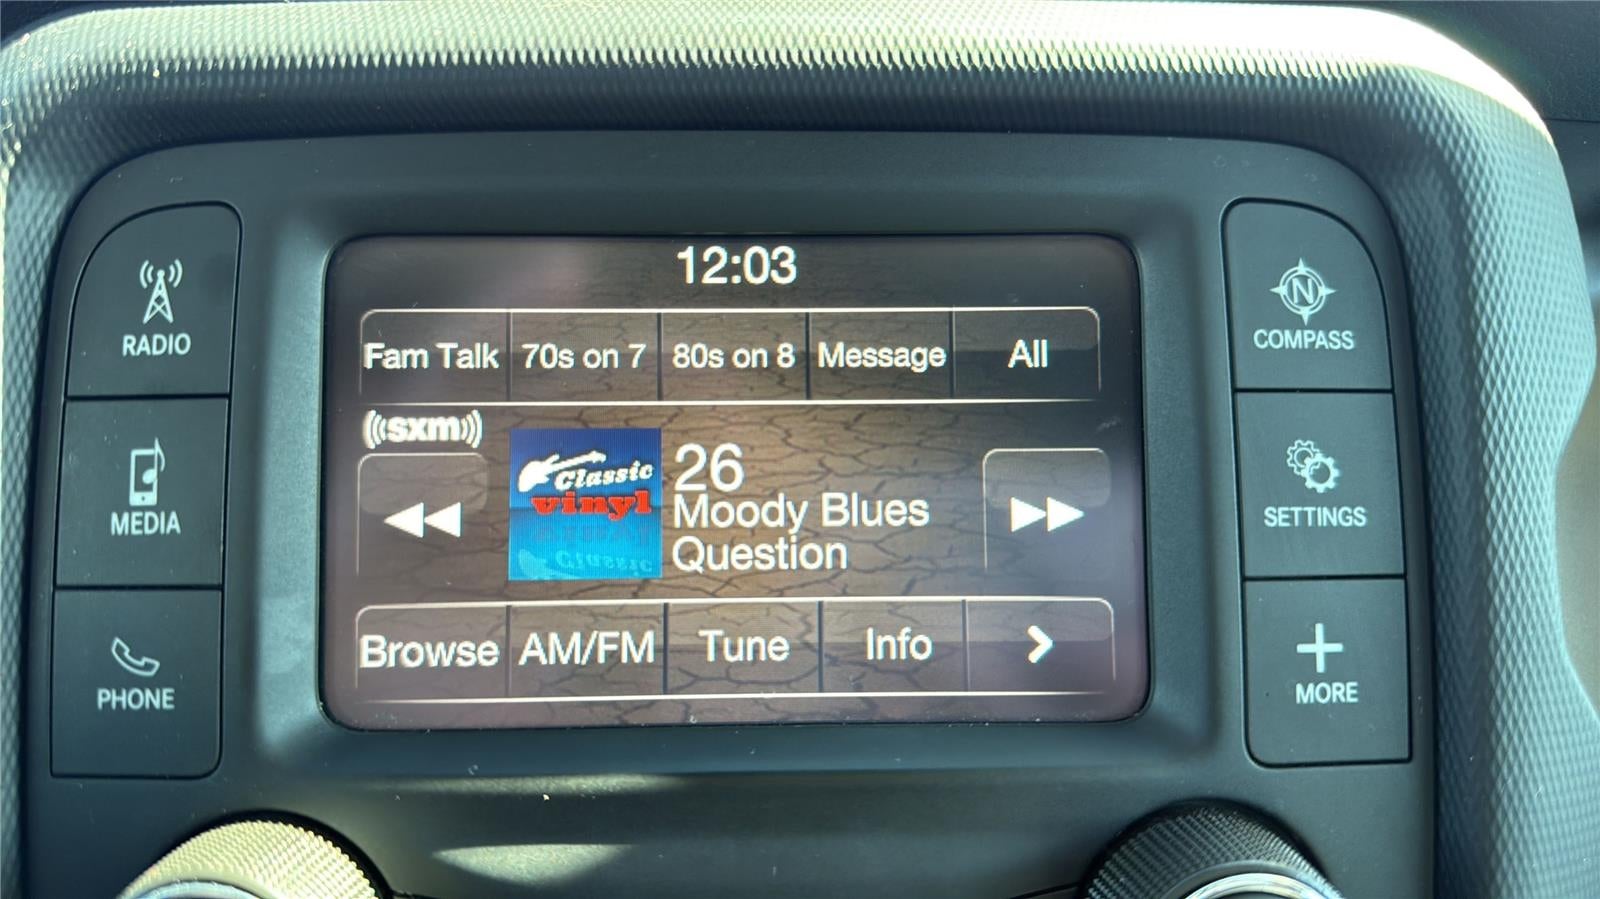 12:03
RADIO
MEDIA
PHONE
Fam Talk 70s on 7 80s on 8 Message All
((sxm))
Classic
vinyl
26
Moody Blues
Question
Browse AM/FM Tune Info >
N
COMPASS
SETTINGS
MORE